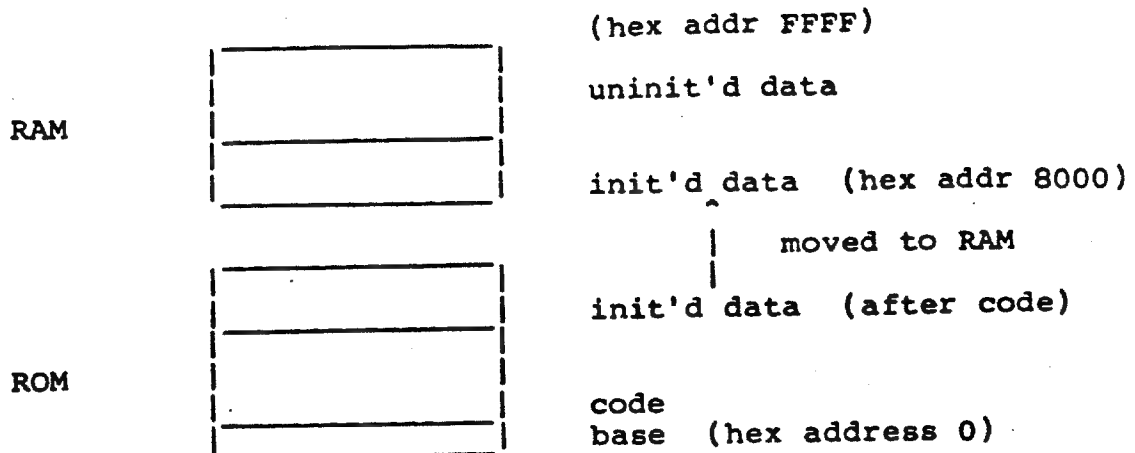 (hex addr FFFF)
uninit'd data
RAM
init'd data (hex addr 8000)
moved to RAM
init'd data (after code)
ROM
code
base (hex address 0)